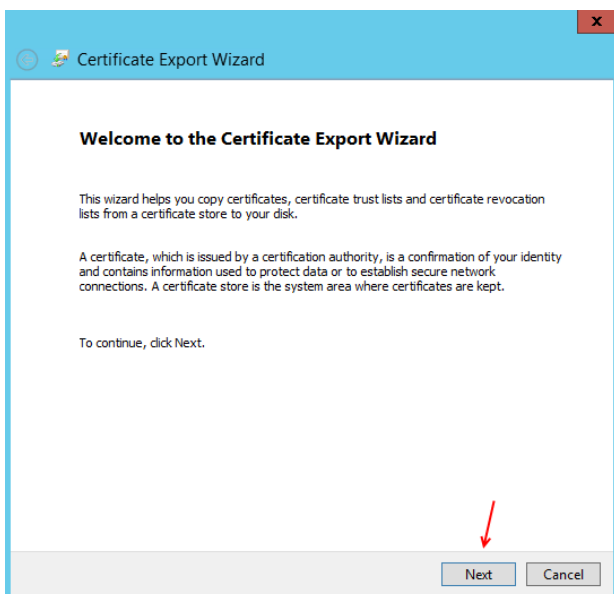 x
Certificate Export Wizard
Welcome to the Certificate Export Wizard
This wizard helps you copy certificates, certificate trust lists and certificate revocation
lists from a certificate store to your disk.
A certificate, which is issued by a certification authority, is a confirmation of your identity
and contains information used to protect data or to establish secure network
connections. A certificate store is the system area where certificates are kept.
To continue, click Next.
Next Cancel